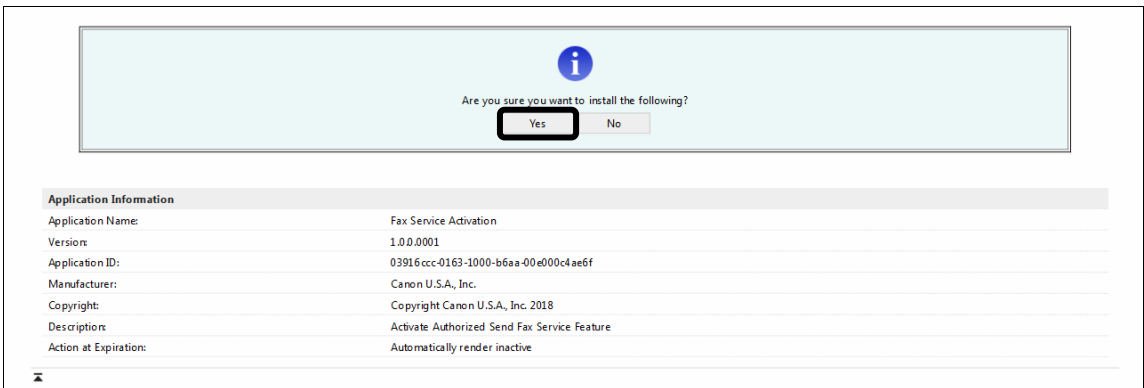 Are you sure you want to install the following?
Yes No
Application Information
Application Name: Fax Service Activation
Version: 1.0.0.0001
Application ID: 03916ccc-0163-1000-b6aa-00e000c4ae6f
Manufacturer: Canon U.S.A., Inc.
Copyright: Copyright Canon U.S.A., Inc. 2018
Description: Activate Authorized Send Fax Service Feature
Action at Expiration: Automatically render inactive